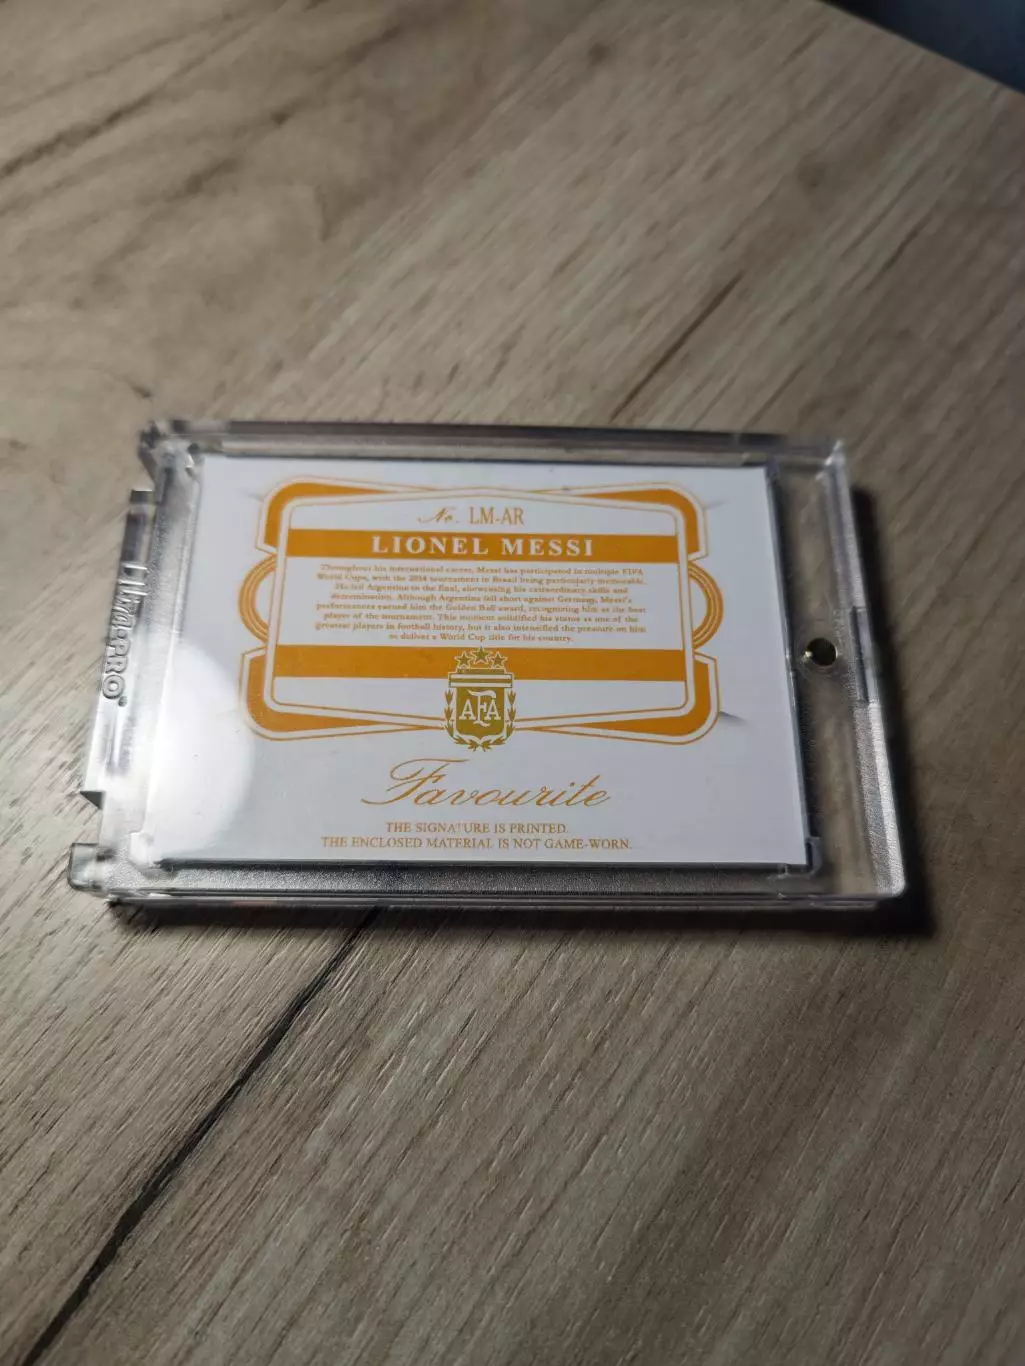 No. LM-AR
LIONEL MESSI
Throughout his international career, Messi has participated in multiple FIFA
World Cups, with the 2014 tournament in Brazil being particularly memorable.
He led Argentina to the final, showcasing his extraordinary skills and
determination. Although Argentina fell short against Germany, Messi's
performances earned him the Golden Ball award, recognizing him as the best
player of the tournament. This moment solidified his status as one of the
greatest players in football history, but it also intensified the pressure on him
to deliver a World Cup title for his country.
AFA
Favourite
THE SIGNATURE IS PRINTED.
THE ENCLOSED MATERIAL IS NOT GAME-WORN.
ULTRA·PRO